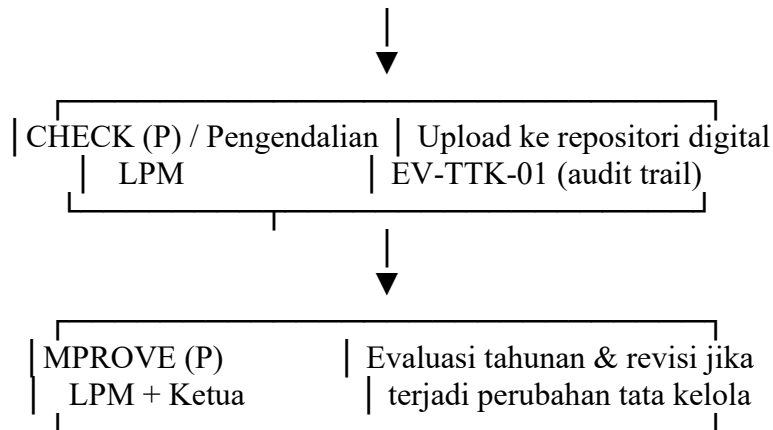 CHECK (P) / Pengendalian | Upload ke repositori digital
LPM | EV-TTK-01 (audit trail)
MPROVE (P) | Evaluasi tahunan & revisi jika
LPM + Ketua | terjadi perubahan tata kelola